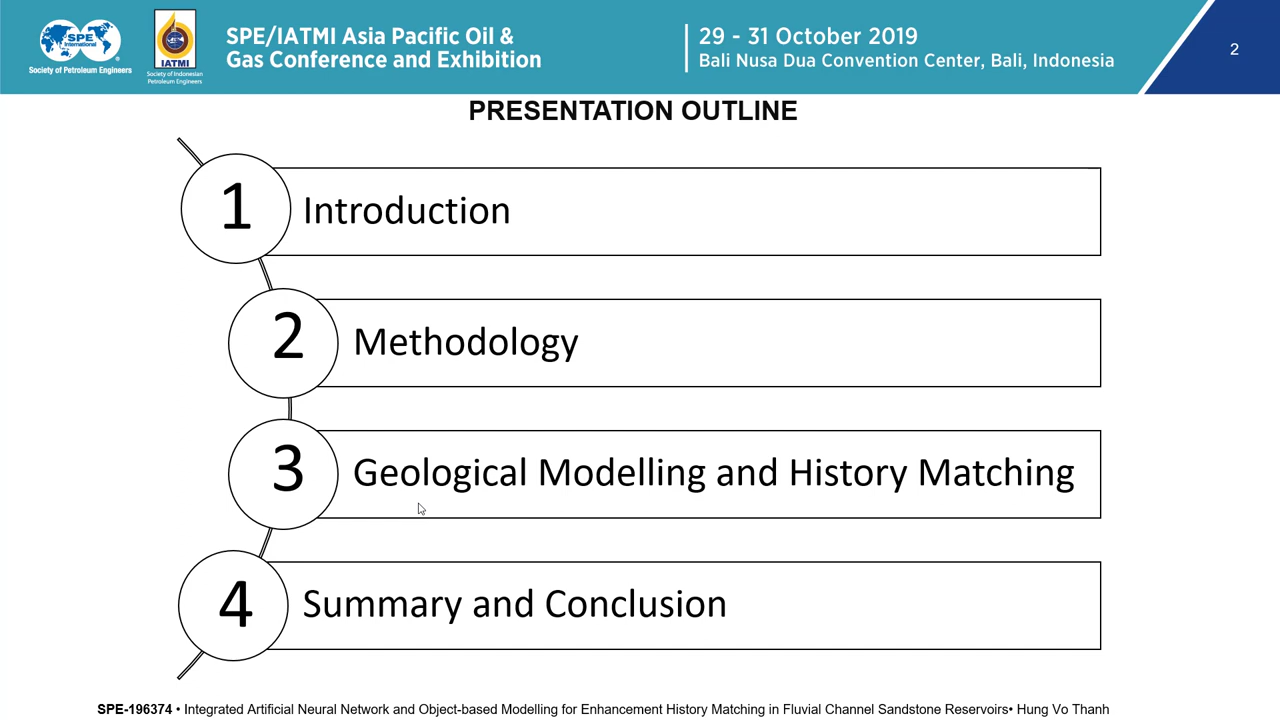 SPE
International
Society of Petroleum Engineers
IATMI
Society of Indonesian
Petroleum Engineers
SPE/IATMI Asia Pacific Oil &
Gas Conference and Exhibition
29 - 31 October 2019
Bali Nusa Dua Convention Center, Bali, Indonesia
2
PRESENTATION OUTLINE
1 Introduction
2 Methodology
3 Geological Modelling and History Matching
4 Summary and Conclusion
SPE-196374 • Integrated Artificial Neural Network and Object-based Modelling for Enhancement History Matching in Fluvial Channel Sandstone Reservoirs• Hung Vo Thanh